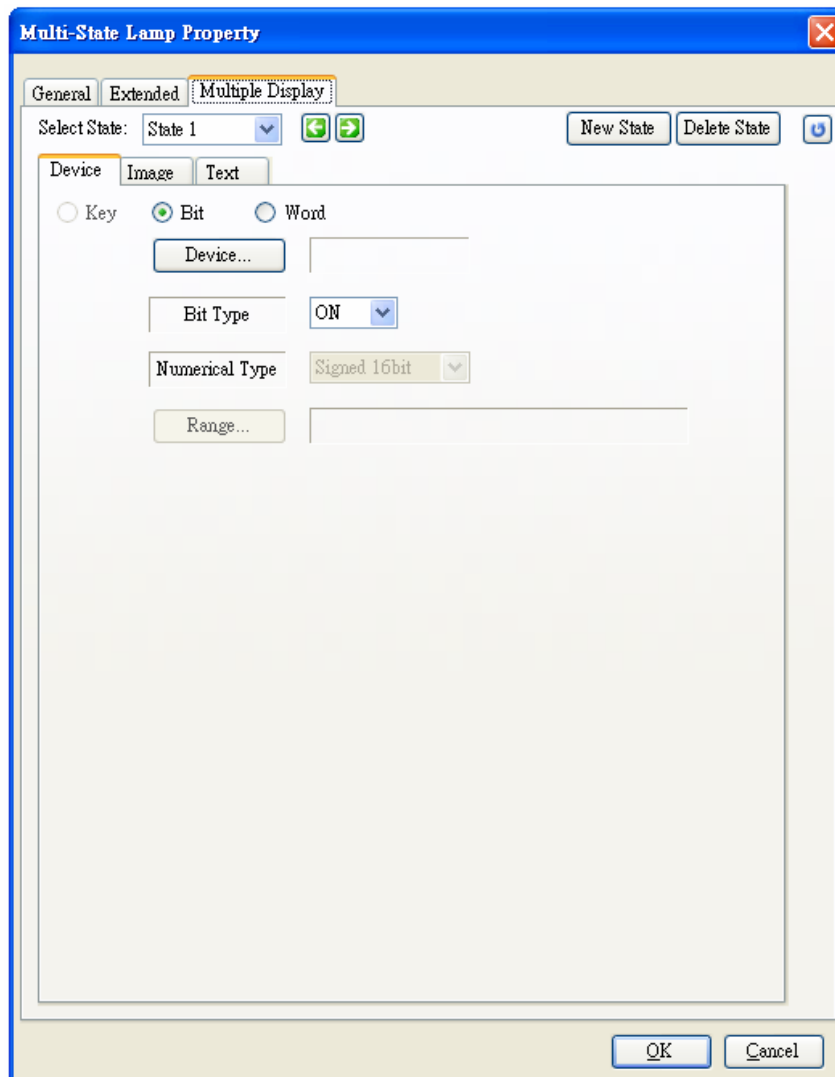 Multi-State Lamp Property
General Extended Multiple Display
Select State: State 1 New State Delete State
Device Image Text
Key Bit Word
Device...
Bit Type ON
Numerical Type Signed 16bit
Range...
OK Cancel